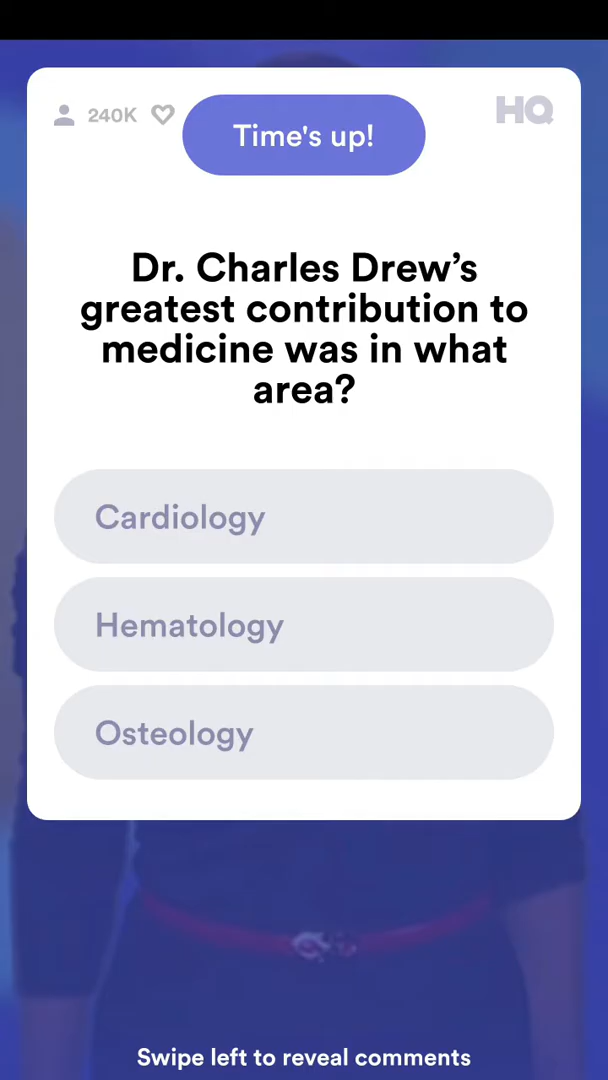 240K
Time's up!
HQ
Dr. Charles Drew’s
greatest contribution to
medicine was in what
area?
Cardiology
Hematology
Osteology
Swipe left to reveal comments